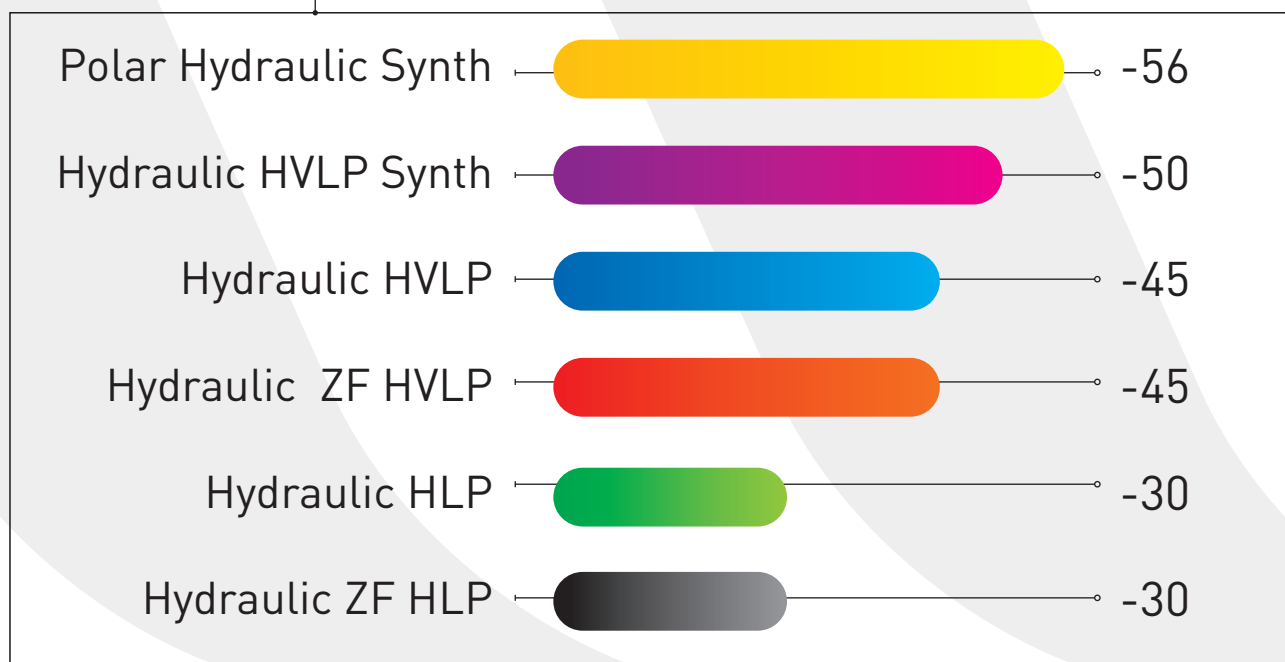 Polar Hydraulic Synth -56
Hydraulic HVLP Synth -50
Hydraulic HVLP -45
Hydraulic ZF HVLP -45
Hydraulic HLP -30
Hydraulic ZF HLP -30